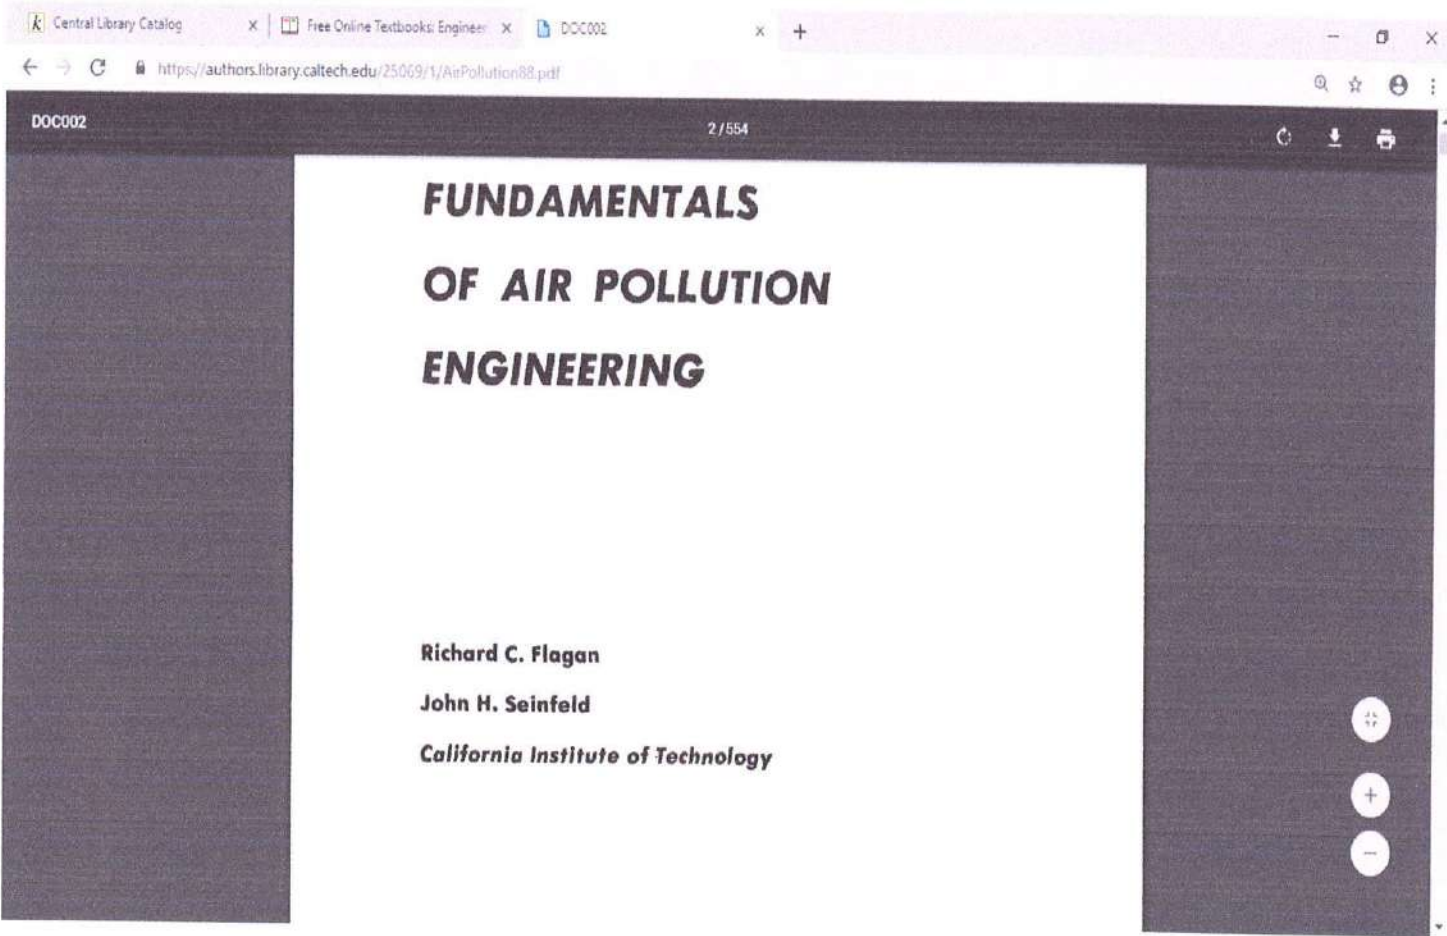 Central Library Catalog
Free Online Textbooks: Engineer
DOC002
https://authors.library.caltech.edu/25069/1/AirPollution88.pdf
DOC002
2 / 554
FUNDAMENTALS
OF AIR POLLUTION
ENGINEERING
Richard C. Flagan
John H. Seinfeld
California Institute of Technology